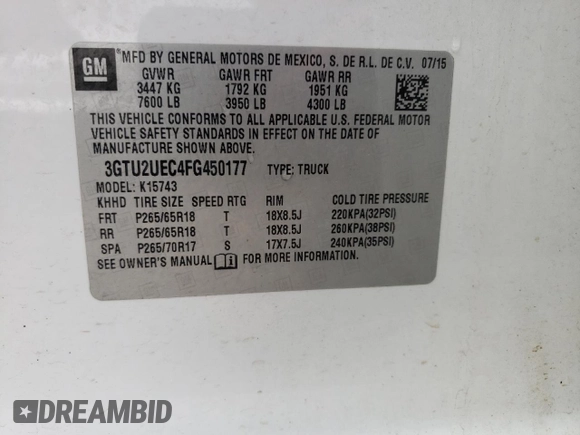 GM MFD BY GENERAL MOTORS DE MEXICO, S. DE R.L. DE C.V. 07/15
GVWR GAWR FRT GAWR RR
3447 KG 1792 KG 1951 KG
7600 LB 3950 LB 4300 LB
THIS VEHICLE CONFORMS TO ALL APPLICABLE U.S. FEDERAL MOTOR
VEHICLE SAFETY STANDARDS IN EFFECT ON THE DATE OF
MANUFACTURE SHOWN ABOVE.
3GTU2UEC4FG450177 TYPE: TRUCK
MODEL: K15743
KHHD TIRE SIZE SPEED RTG RIM COLD TIRE PRESSURE
FRT P265/65R18 T 18X8.5J 220KPA(32PSI)
RR P265/65R18 T 18X8.5J 260KPA(38PSI)
SPA P265/70R17 S 17X7.5J 240KPA(35PSI)
SEE OWNER'S MANUAL FOR MORE INFORMATION.
DREAMBID